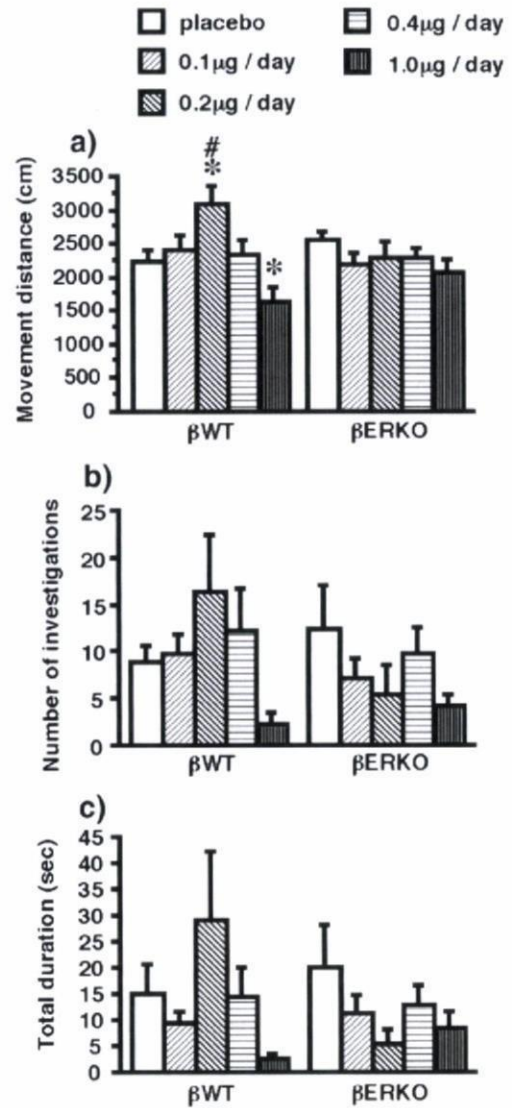 placebo
0.1µg / day
0.2µg / day
0.4µg / day
1.0µg / day
a)
Movement distance (cm)
3500
3000
2500
2000
1500
1000
500
0
#
*
*
βWT
βERKO
b)
Number of investigations
25
20
15
10
5
0
βWT
βERKO
c)
Total duration (sec)
45
40
35
30
25
20
15
10
5
0
βWT
βERKO